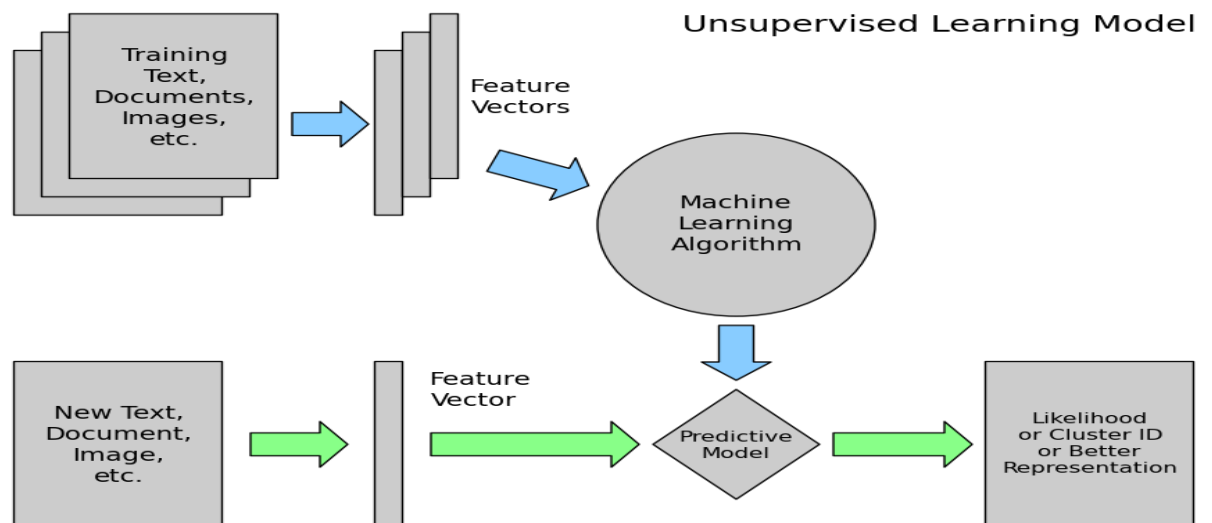 Unsupervised Learning Model
Training
Text,
Documents,
Images,
etc.
Feature
Vectors
Machine
Learning
Algorithm
New Text,
Document,
Image,
etc.
Feature
Vector
Predictive
Model
Likelihood
or Cluster ID
or Better
Representation